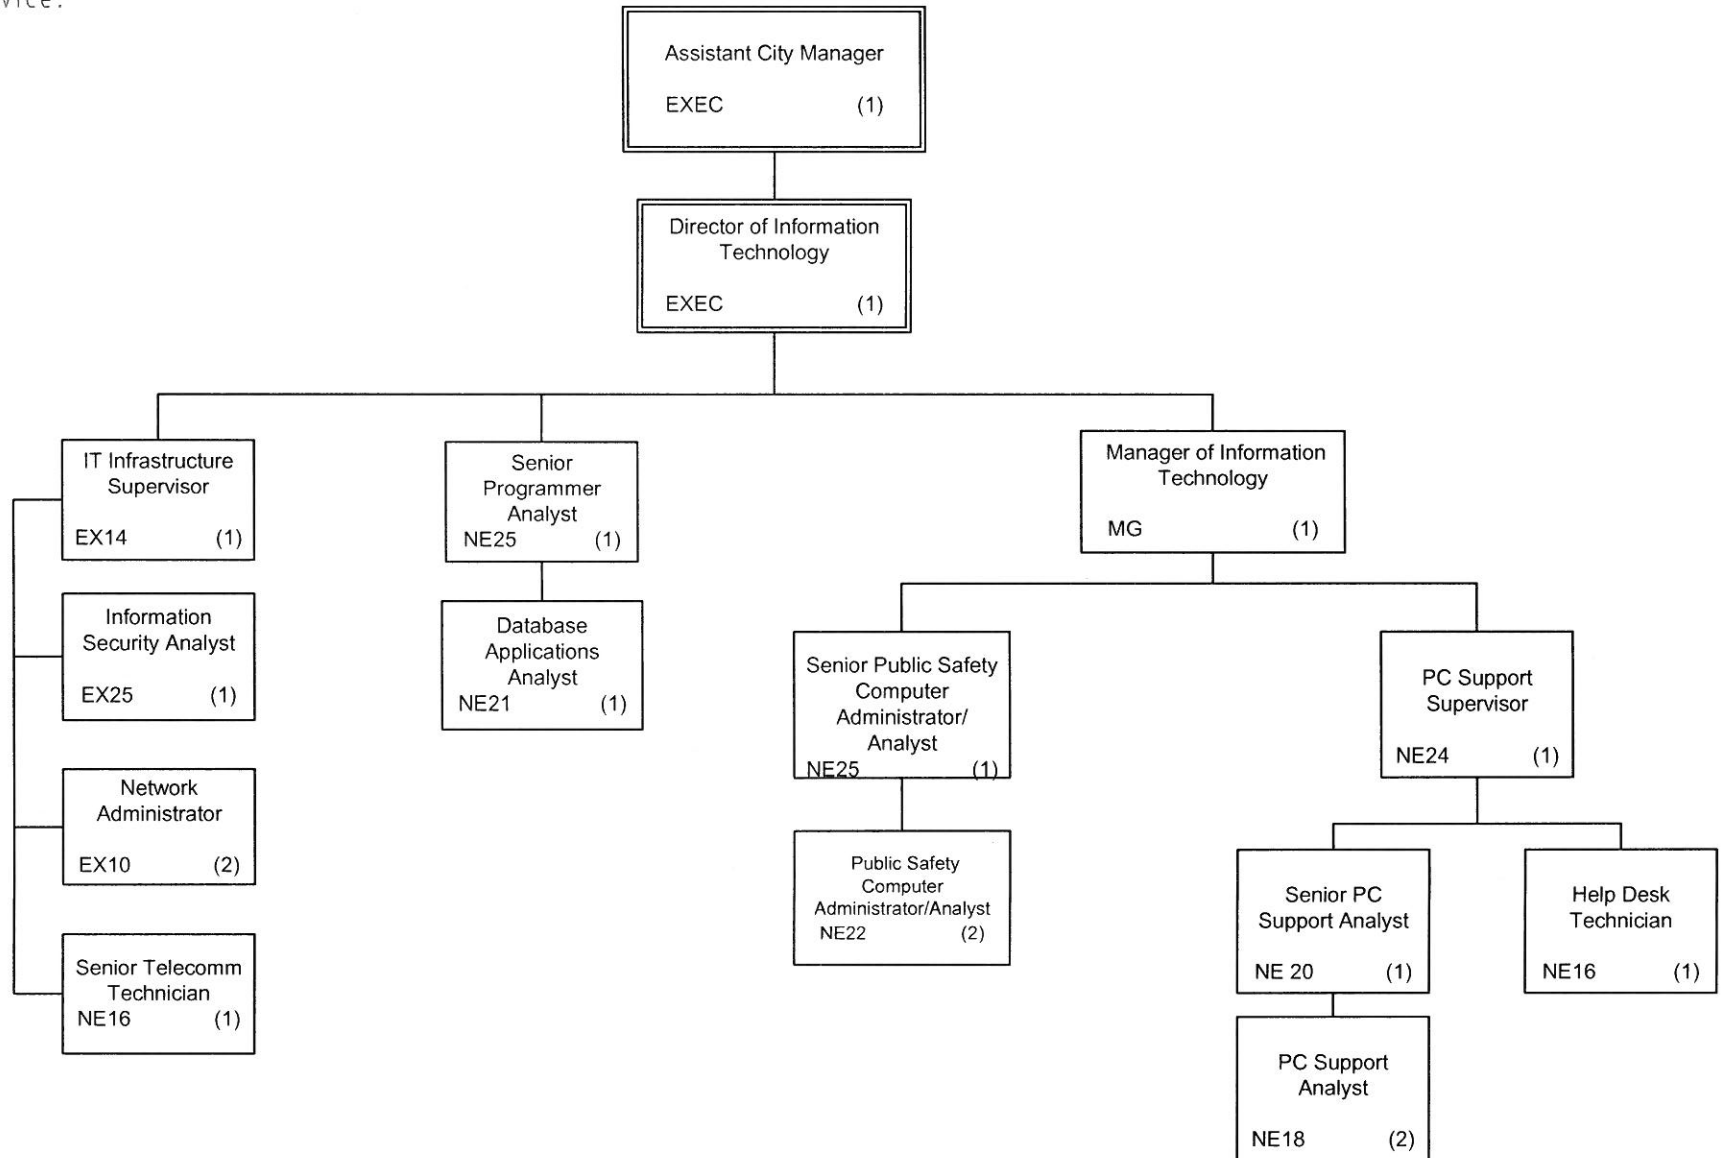 vice.
Assistant City Manager
EXEC (1)
Director of Information
Technology
EXEC (1)
IT Infrastructure
Supervisor
EX14 (1)
Information
Security Analyst
EX25 (1)
Network
Administrator
EX10 (2)
Senior Telecomm
Technician
NE16 (1)
Senior
Programmer
Analyst
NE25 (1)
Database
Applications
Analyst
NE21 (1)
Manager of Information
Technology
MG (1)
Senior Public Safety
Computer
Administrator/
Analyst
NE25 (1)
Public Safety
Computer
Administrator/Analyst
NE22 (2)
PC Support
Supervisor
NE24 (1)
Senior PC
Support Analyst
NE 20 (1)
Help Desk
Technician
NE16 (1)
PC Support
Analyst
NE18 (2)